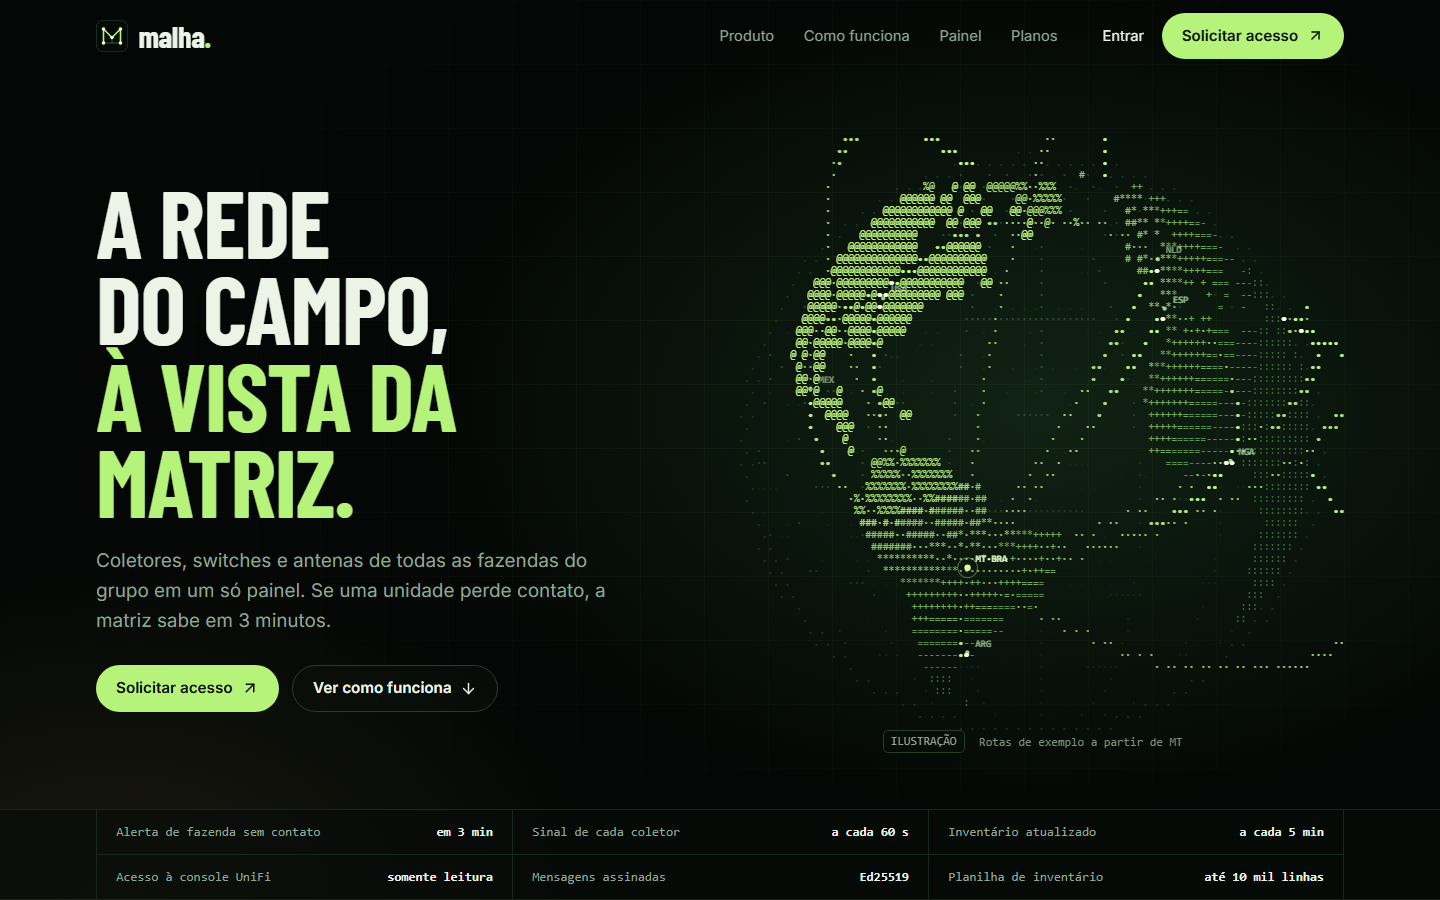 malha.
Produto Como funciona Painel Planos Entrar Solicitar acesso
A REDE
DO CAMPO,
À VISTA DA
MATRIZ.
Coletores, switches e antenas de todas as fazendas do
grupo em um só painel. Se uma unidade perde contato, a
matriz sabe em 3 minutos.
Solicitar acesso
Ver como funciona
NLD
ESP
MEX
NGA
MT-BRA
ARG
ILUSTRAÇÃO Rotas de exemplo a partir de MT
Alerta de fazenda sem contato em 3 min
Sinal de cada coletor a cada 60 s
Inventário atualizado a cada 5 min
Acesso à console UniFi somente leitura
Mensagens assinadas Ed25519
Planilha de inventário até 10 mil linhas